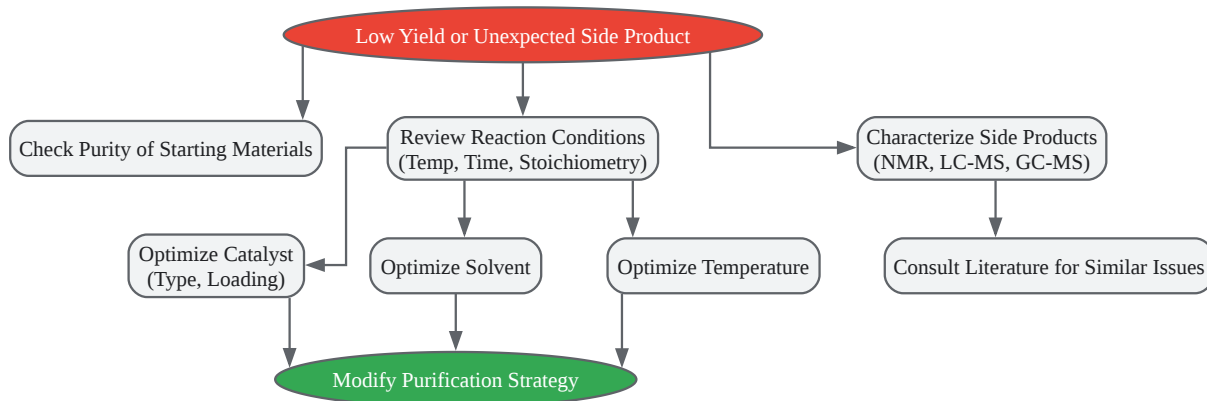 Low Yield or Unexpected Side Product
Check Purity of Starting Materials
Review Reaction Conditions
(Temp, Time, Stoichiometry)
Characterize Side Products
(NMR, LC-MS, GC-MS)
Optimize Catalyst
(Type, Loading)
Optimize Solvent
Optimize Temperature
Consult Literature for Similar Issues
Modify Purification Strategy